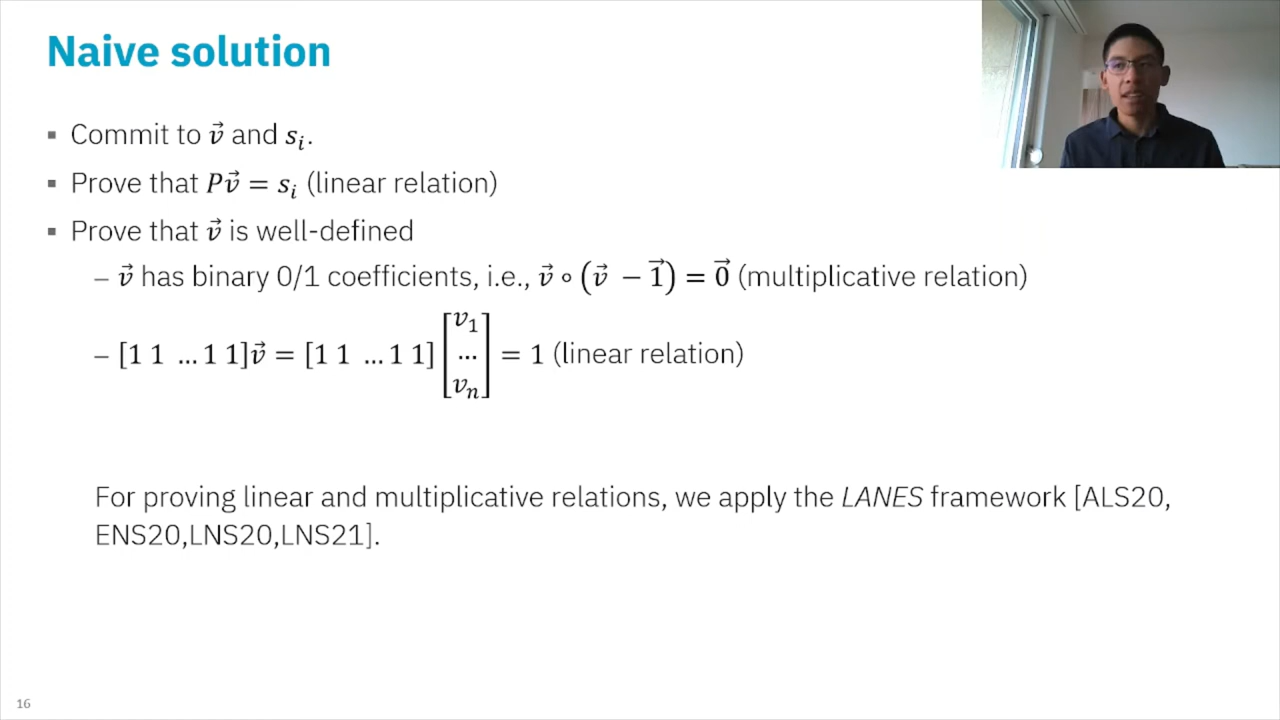 Naive solution
▪ Commit to v⃗ and sᵢ.
▪ Prove that Pv⃗ = sᵢ (linear relation)
▪ Prove that v⃗ is well-defined
– v⃗ has binary 0/1 coefficients, i.e., v⃗ ∘ (v⃗ − 1⃗) = 0⃗ (multiplicative relation)
– [1 1 … 1 1]v⃗ = [1 1 … 1 1] [v₁ … vₙ] = 1 (linear relation)
For proving linear and multiplicative relations, we apply the LANES framework [ALS20,
ENS20,LNS20,LNS21].
16